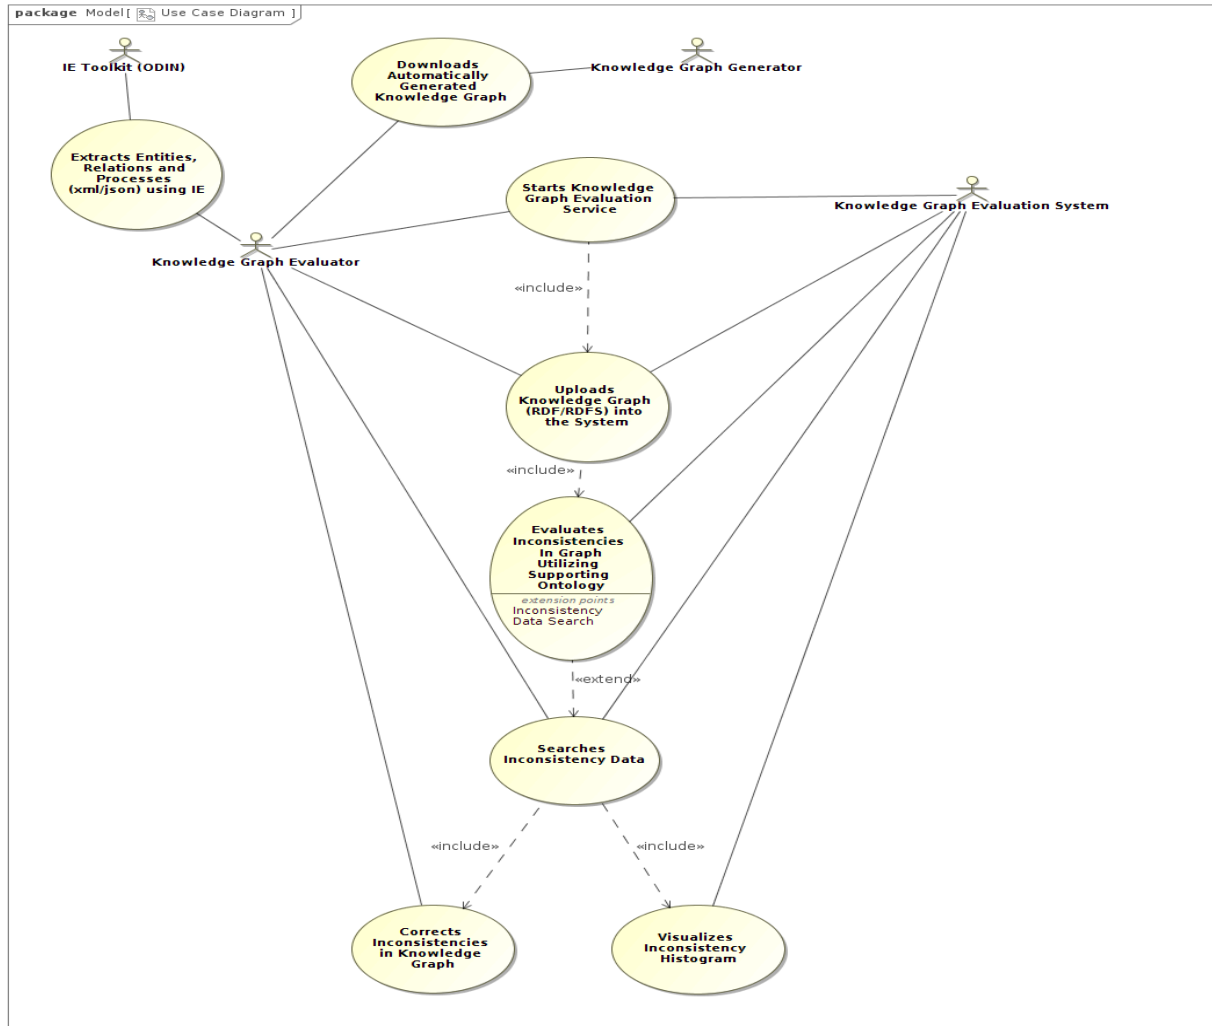 package Model[ Use Case Diagram ]
IE Toolkit (ODIN)
Downloads
Automatically
Generated
Knowledge Graph
Knowledge Graph Generator
Extracts Entities,
Relations and
Processes
(xml/json) using IE
Starts Knowledge
Graph Evaluation
Service
Knowledge Graph Evaluation System
Knowledge Graph Evaluator
«include»
Uploads
Knowledge Graph
(RDF/RDFS) into
the System
«include»
Evaluates
Inconsistencies
In Graph
Utilizing
Supporting
Ontology
extension points
Inconsistency
Data Search
«extend»
Searches
Inconsistency Data
«include»
«include»
Corrects
Inconsistencies
in Knowledge
Graph
Visualizes
Inconsistency
Histogram